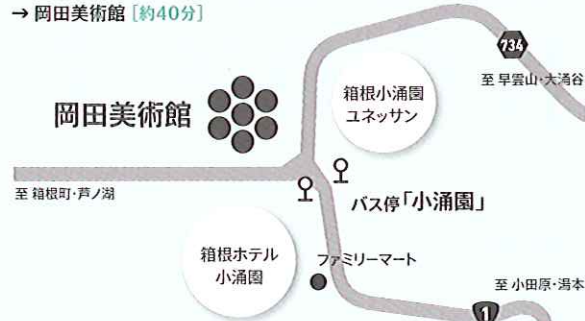 → 岡田美術館 [約40分]
734
至 早雲山・大涌谷
箱根小涌園
ユネッサン
岡田美術館
至 箱根町・芦ノ湖
バス停「小涌園」
箱根ホテル
小涌園
ファミリーマート
至 小田原・湯本
1